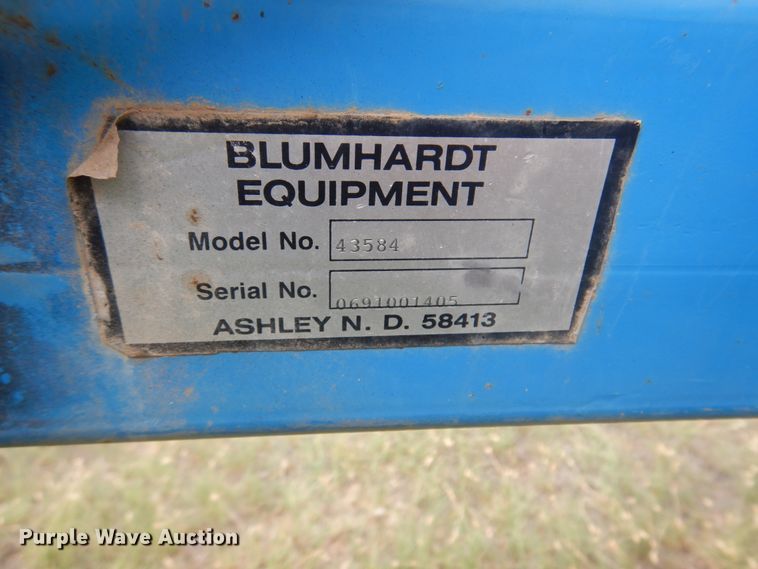 BLUMHARDT
EQUIPMENT
Model No. 43584
Serial No. 0691001405
ASHLEY N. D. 58413
Purple Wave Auction